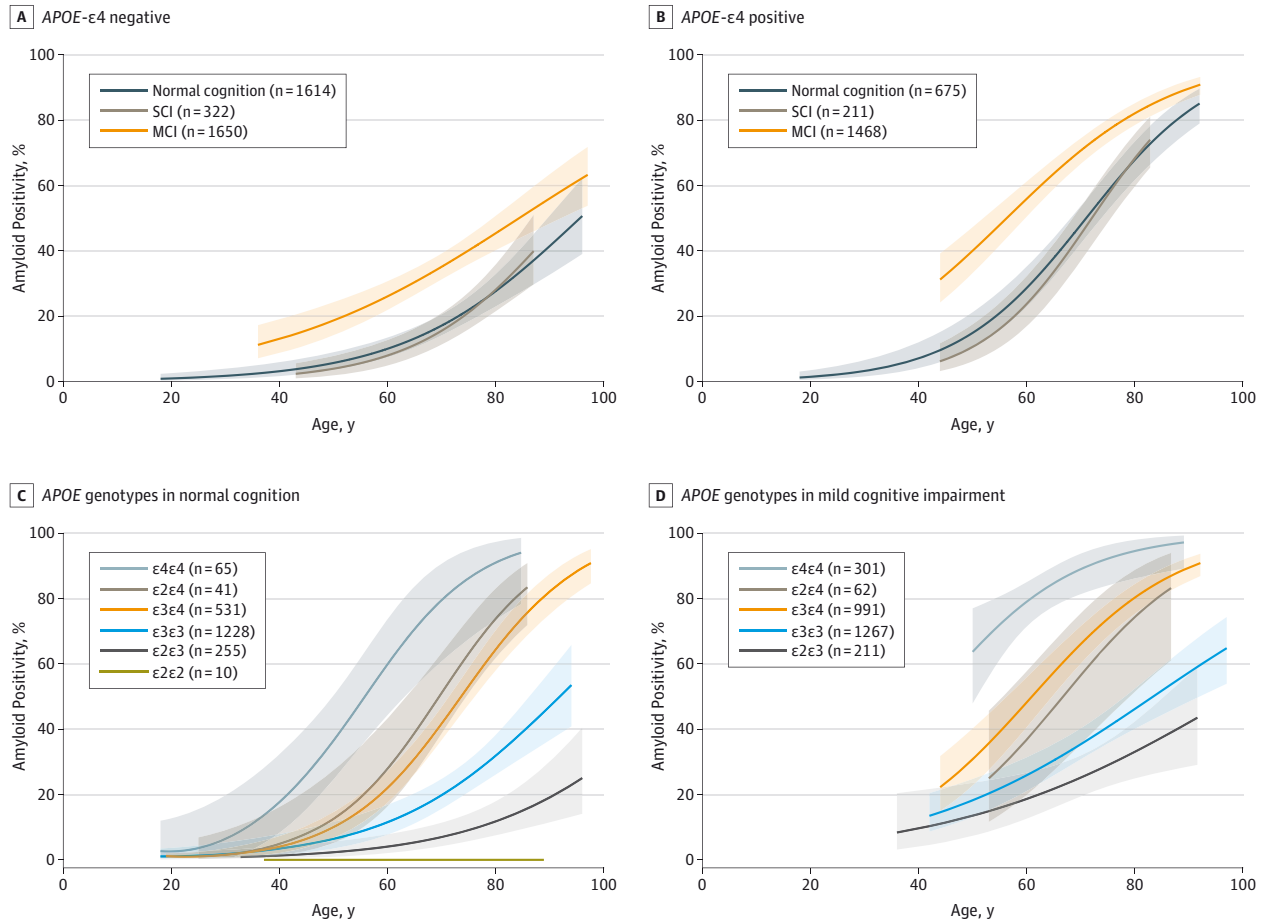 A APOE-ε4 negative
100
80
60
40
20
0
Amyloid Positivity, %
Normal cognition (n = 1614)
SCI (n = 322)
MCI (n = 1650)
0 20 40 60 80 100
Age, y
B APOE-ε4 positive
100
80
60
40
20
0
Amyloid Positivity, %
Normal cognition (n = 675)
SCI (n = 211)
MCI (n = 1468)
0 20 40 60 80 100
Age, y
C APOE genotypes in normal cognition
100
80
60
40
20
0
Amyloid Positivity, %
ε4ε4 (n = 65)
ε2ε4 (n = 41)
ε3ε4 (n = 531)
ε3ε3 (n = 1228)
ε2ε3 (n = 255)
ε2ε2 (n = 10)
0 20 40 60 80 100
Age, y
D APOE genotypes in mild cognitive impairment
100
80
60
40
20
0
Amyloid Positivity, %
ε4ε4 (n = 301)
ε2ε4 (n = 62)
ε3ε4 (n = 991)
ε3ε3 (n = 1267)
ε2ε3 (n = 211)
0 20 40 60 80 100
Age, y